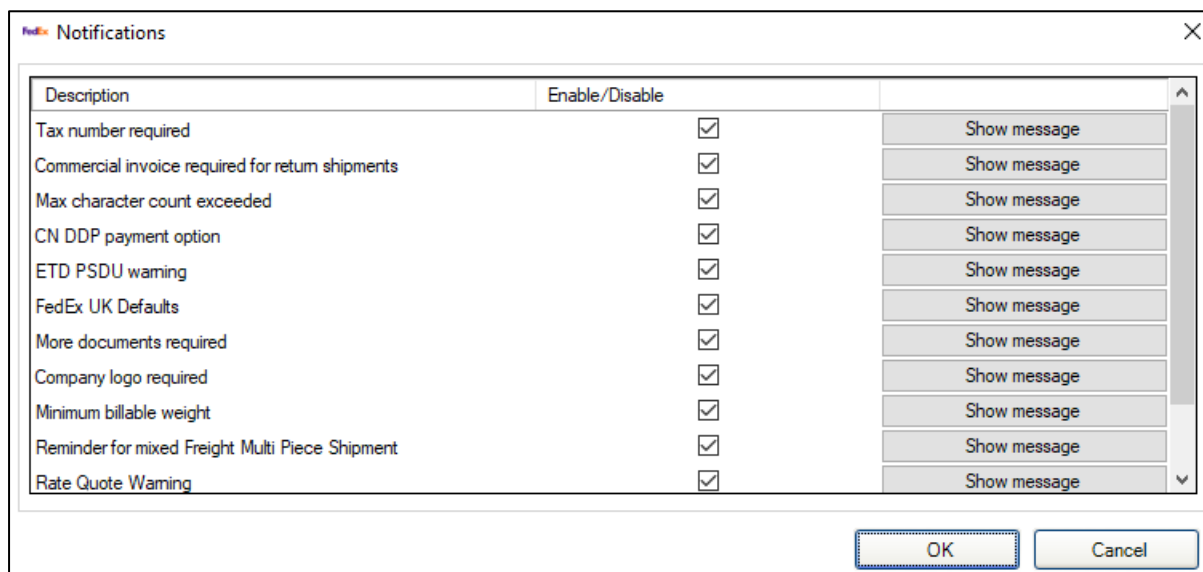 FedEx Notifications
Description Enable/Disable
Tax number required Show message
Commercial invoice required for return shipments Show message
Max character count exceeded Show message
CN DDP payment option Show message
ETD PSDU warning Show message
FedEx UK Defaults Show message
More documents required Show message
Company logo required Show message
Minimum billable weight Show message
Reminder for mixed Freight Multi Piece Shipment Show message
Rate Quote Warning Show message
OK Cancel